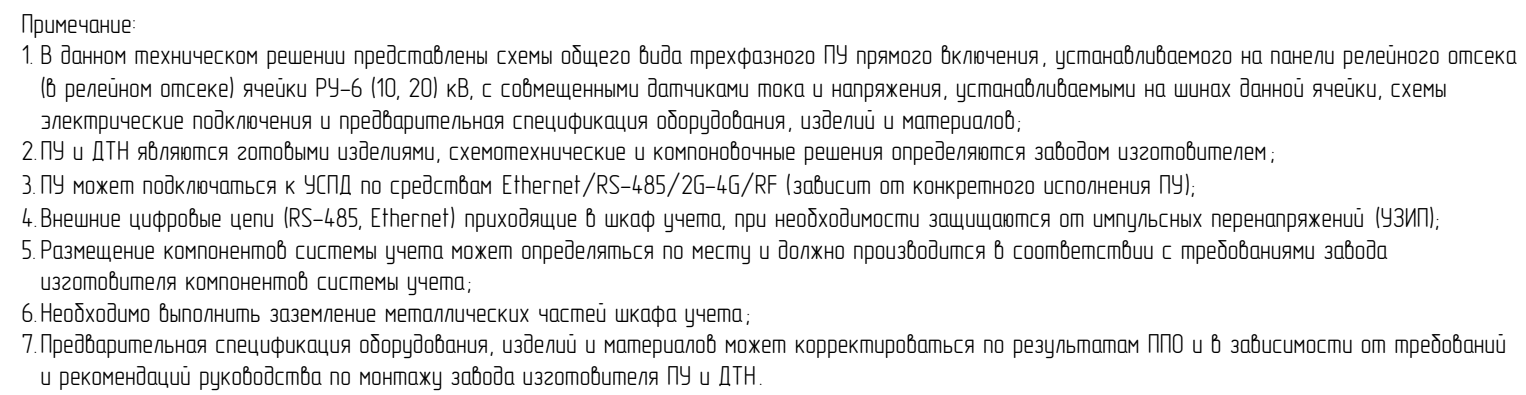 Примечание:
1. В данном техническом решении представлены схемы общего вида трехфазного ПУ прямого включения, устанавливаемого на панели релейного отсека
(в релейном отсеке) ячейки РУ-6 (10, 20) кВ, с совмещенными датчиками тока и напряжения, устанавливаемыми на шинах данной ячейки, схемы
электрические подключения и предварительная спецификация оборудования, изделий и материалов;
2. ПУ и ДТН являются готовыми изделиями, схемотехнические и компоновочные решения определяются заводом изготовителем;
3. ПУ может подключаться к УСПД по средствам Ethernet/RS-485/2G-4G/RF (зависит от конкретного исполнения ПУ);
4. Внешние цифровые цепи (RS-485, Ethernet) приходящие в шкаф учета, при необходимости защищаются от импульсных перенапряжений (УЗИП);
5. Размещение компонентов системы учета может определяться по месту и должно производится в соответствии с требованиями завода
изготовителя компонентов системы учета;
6. Необходимо выполнить заземление металлических частей шкафа учета;
7. Предварительная спецификация оборудования, изделий и материалов может корректироваться по результатам ППО и в зависимости от требований
и рекомендаций руководства по монтажу завода изготовителя ПУ и ДТН.